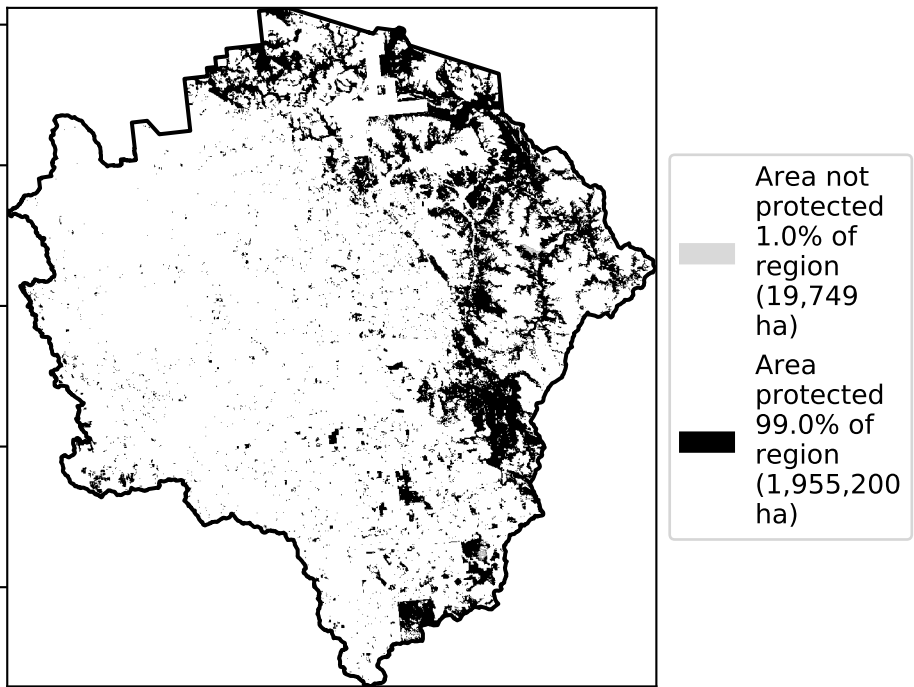 Area not
protected
1.0% of
region
(19,749
ha)
Area
protected
99.0% of
region
(1,955,200
ha)